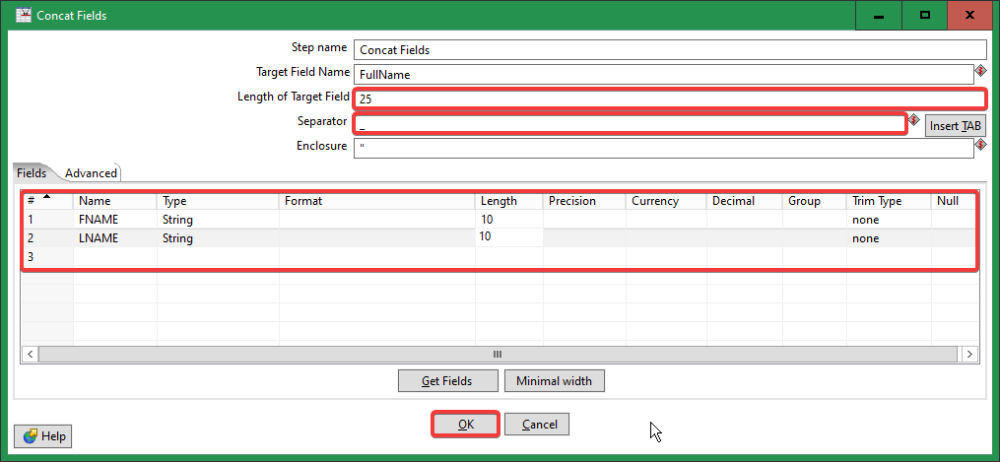 Concat Fields
Step name Concat Fields
Target Field Name FullName
Length of Target Field 25
Separator _ Insert TAB
Enclosure "
Fields Advanced
# Name Type Format Length Precision Currency Decimal Group Trim Type Null
1 FNAME String 10 none
2 LNAME String 10 none
3
Get Fields Minimal width
OK Cancel
Help